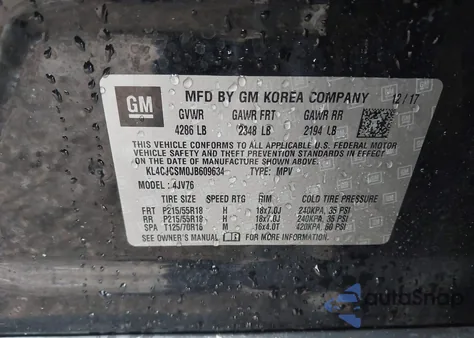 GM
MFD BY GM KOREA COMPANY 12/17
GVWR GAWR FRT GAWR RR
4286 LB 2348 LB 2194 LB
THIS VEHICLE CONFORMS TO ALL APPLICABLE U.S. FEDERAL
MOTOR VEHICLE SAFETY, BUMPER, AND THEFT PREVENTION STANDARDS
IN EFFECT ON THE DATE OF MANUFACTURE SHOWN ABOVE.
KL4CJCSM0JB609634 TYPE: MPV
MODEL: 4JV76
TIRE SIZE SPEED RTG RIM COLD TIRE PRESSURE
FRT P215/55R18 H 18x7.0J 240KPA, 35 PSI
RR P215/55R18 H 18x7.0J 240KPA, 35 PSI
SPA T125/70R16 M 16x4.0T 420KPA, 60 PSI
SEE OWNER'S MANUAL FOR MORE INFORMATION.
AutoSnap